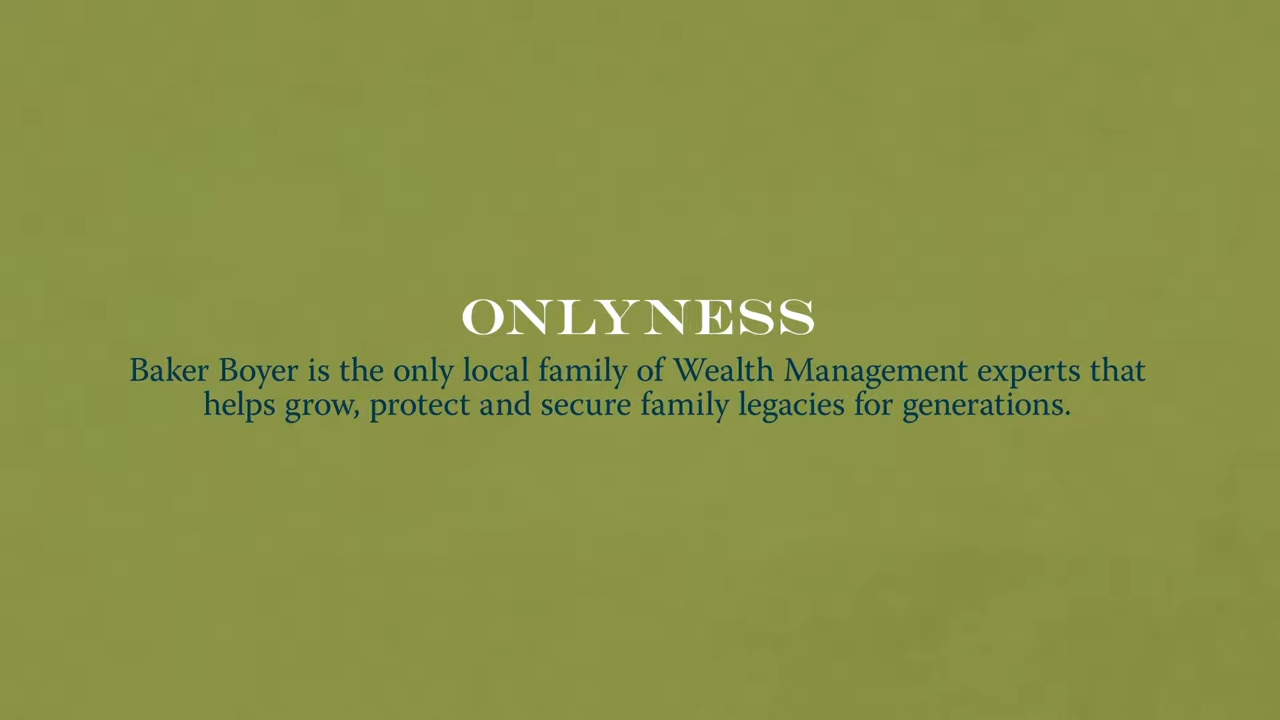 ONLYNESS
Baker Boyer is the only local family of Wealth Management experts that
helps grow, protect and secure family legacies for generations.